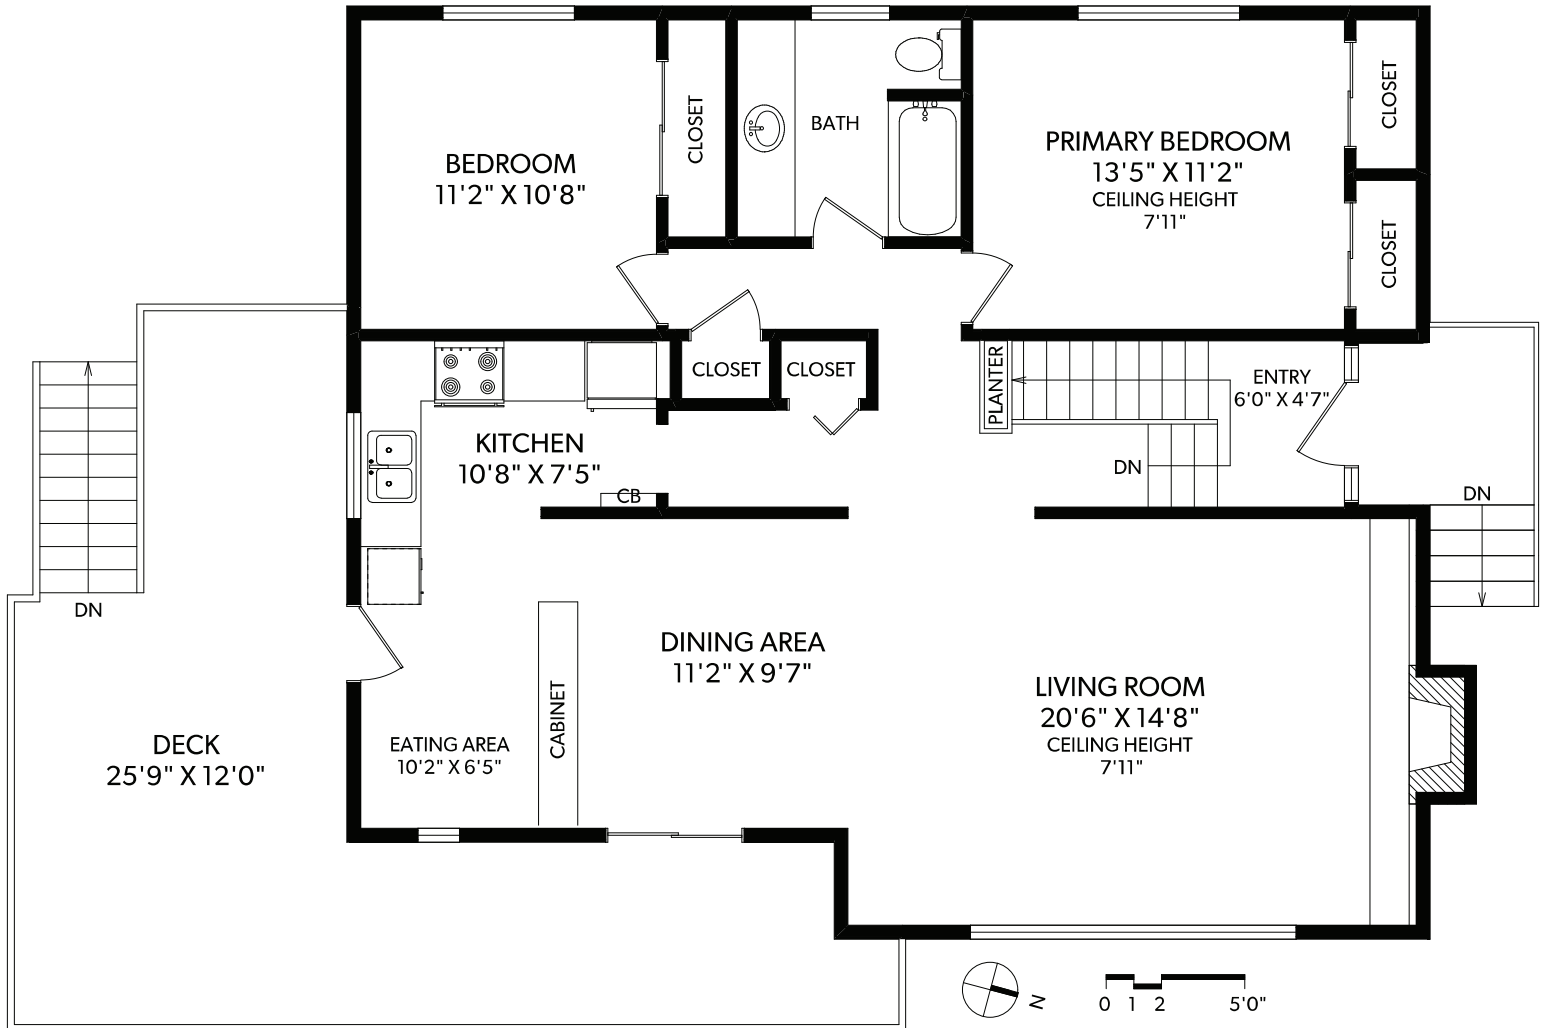 CLOSET
CLOSET
BATH
BEDROOM
11'2" X 10'8"
PRIMARY BEDROOM
13'5" X 11'2"
CEILING HEIGHT
7'11"
CLOSET
CLOSET
CLOSET
PLANTER
ENTRY
6'0" X 4'7"
KITCHEN
10'8" X 7'5"
CB
DN
DN
DN
DINING AREA
11'2" X 9'7"
LIVING ROOM
20'6" X 14'8"
CEILING HEIGHT
7'11"
CABINET
EATING AREA
10'2" X 6'5"
DECK
25'9" X 12'0"
N
0 1 2 5'0"